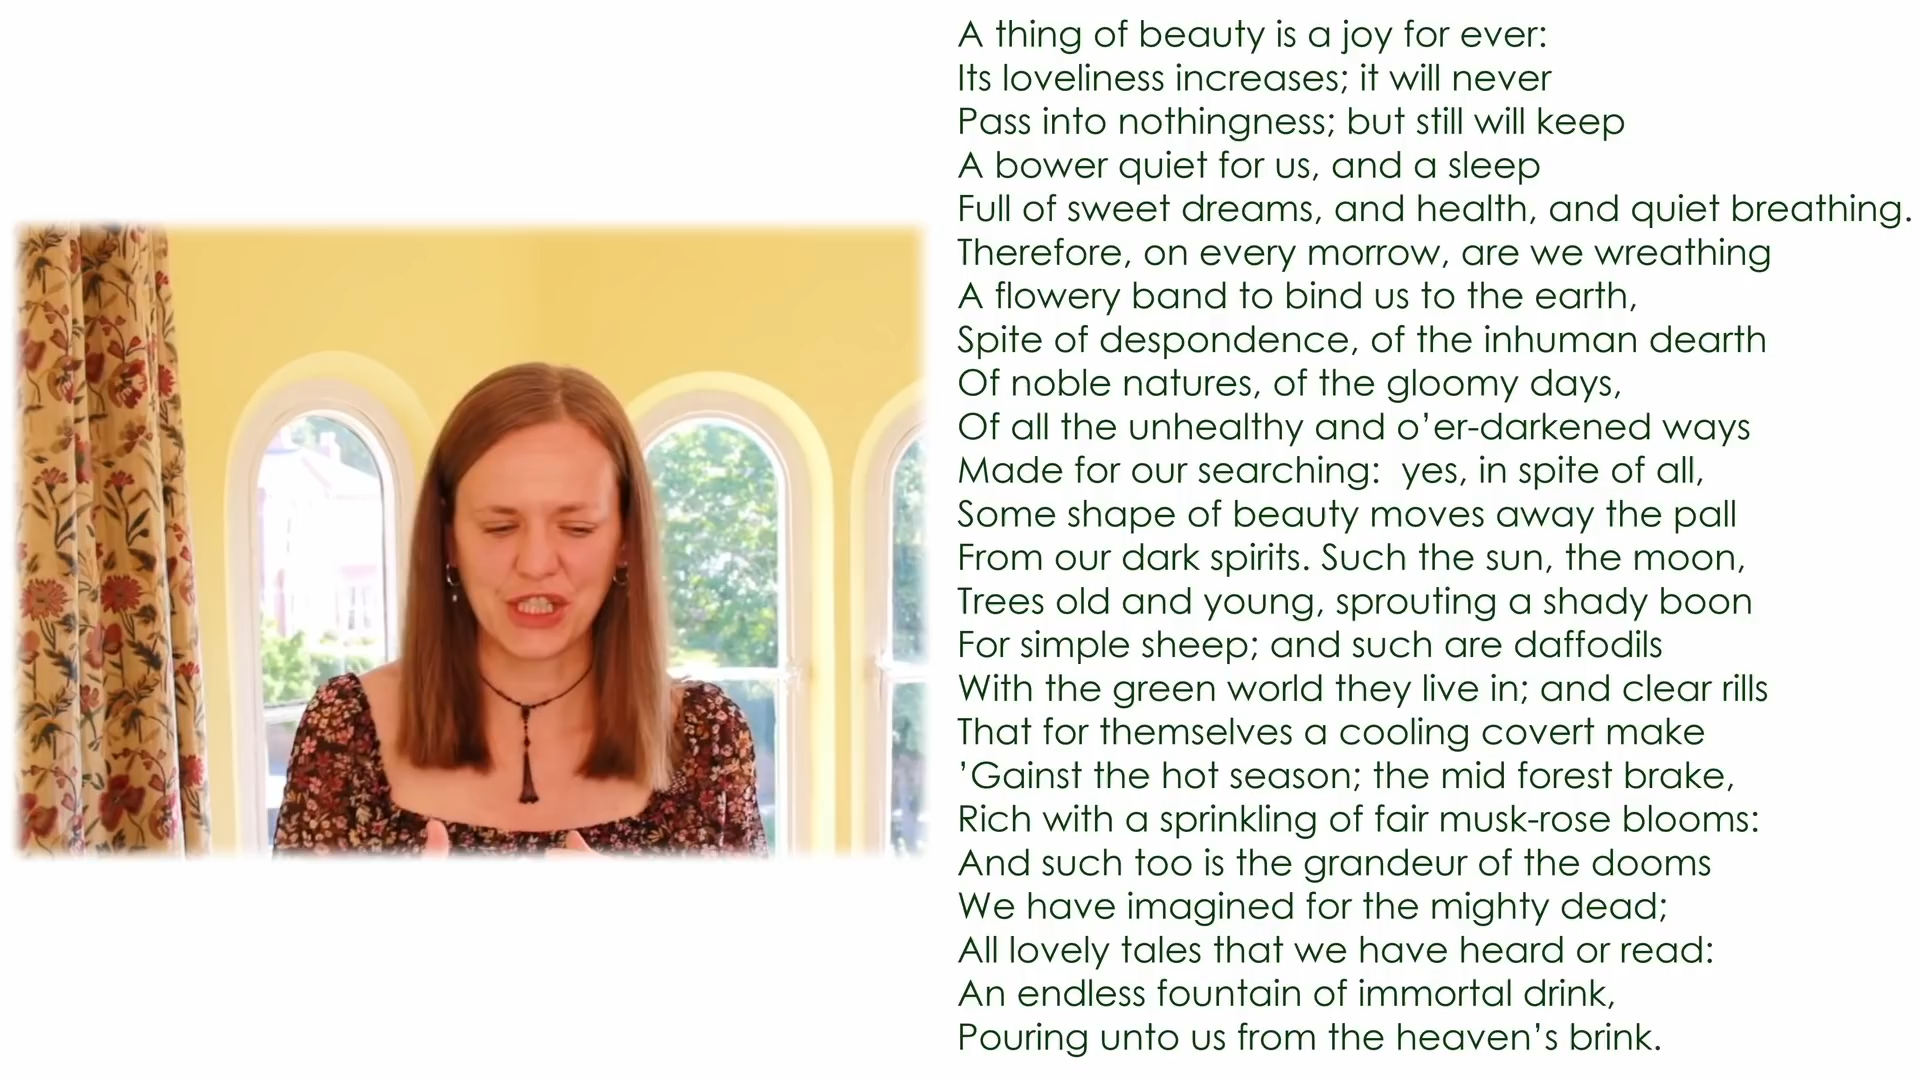 A thing of beauty is a joy for ever:
Its loveliness increases; it will never
Pass into nothingness; but still will keep
A bower quiet for us, and a sleep
Full of sweet dreams, and health, and quiet breathing.
Therefore, on every morrow, are we wreathing
A flowery band to bind us to the earth,
Spite of despondence, of the inhuman dearth
Of noble natures, of the gloomy days,
Of all the unhealthy and o’er-darkened ways
Made for our searching:  yes, in spite of all,
Some shape of beauty moves away the pall
From our dark spirits. Such the sun, the moon,
Trees old and young, sprouting a shady boon
For simple sheep; and such are daffodils
With the green world they live in; and clear rills
That for themselves a cooling covert make
’Gainst the hot season; the mid forest brake,
Rich with a sprinkling of fair musk-rose blooms:
And such too is the grandeur of the dooms
We have imagined for the mighty dead;
All lovely tales that we have heard or read:
An endless fountain of immortal drink,
Pouring unto us from the heaven’s brink.